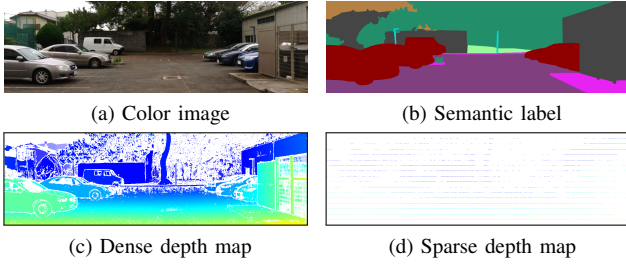 (a) Color image
(b) Semantic label
(c) Dense depth map
(d) Sparse depth map